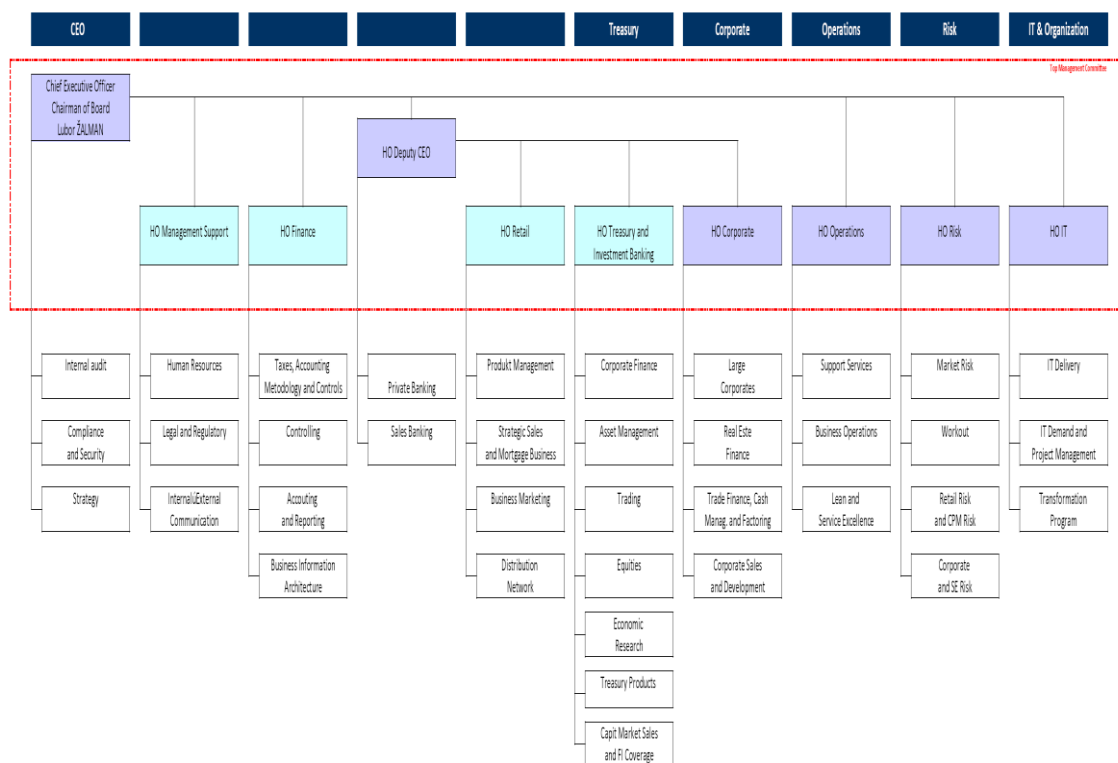 CEO
Treasury
Corporate
Operations
Risk
IT & Organization
Top Management Committee
Chief Executive Officer
Chairman of Board
Lubor ŽALMAN
HO Deputy CEO
HO Management Support
HO Finance
HO Retail
HO Treasury and
Investment Banking
HO Corporate
HO Operations
HO Risk
HO IT
Internal audit
Human Resources
Taxes, Accounting
Metodology and Controls
Private Banking
Produkt Management
Corporate Finance
Large
Corporates
Support Services
Market Risk
IT Delivery
Compliance
and Security
Legal and Regulatory
Controlling
Sales Banking
Strategic Sales
and Mortgage Business
Asset Management
Real Este
Finance
Business Operations
Workout
IT Demand and
Project Management
Strategy
InternalúExternal
Communication
Accouting
and Reporting
Business Marketing
Trading
Trade Finance, Cash
Manag. and Factoring
Lean and
Service Excellence
Retail Risk
and CPM Risk
Transformation
Program
Business Information
Architecture
Distribution
Network
Equities
Corporate Sales
and Development
Corporate
and SE Risk
Economic
Research
Treasury Products
Capit Market Sales
and FI Coverage